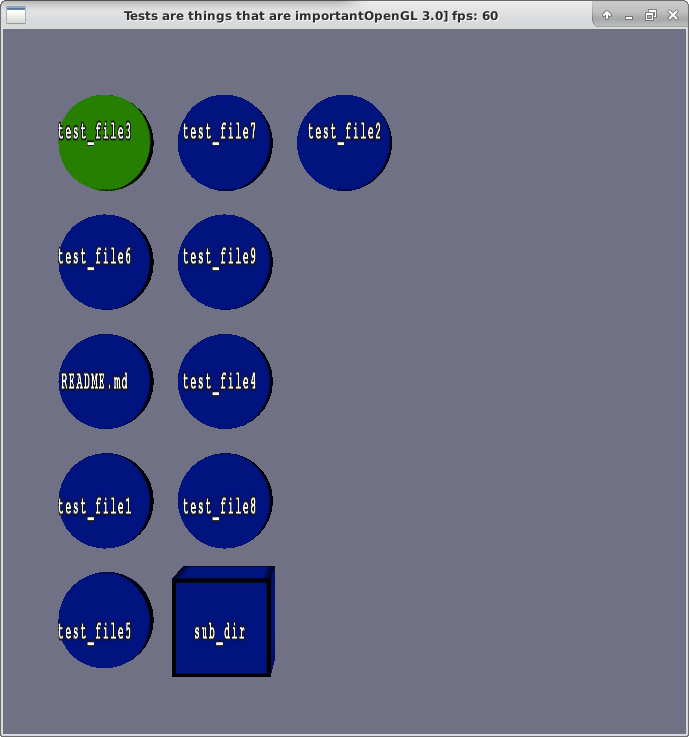 Tests are things that are importantOpenGL 3.0] fps: 60
test_file3 test_file7 test_file2
test_file6 test_file9
README.md test_file4
test_file1 test_file8
test_file5 sub_dir